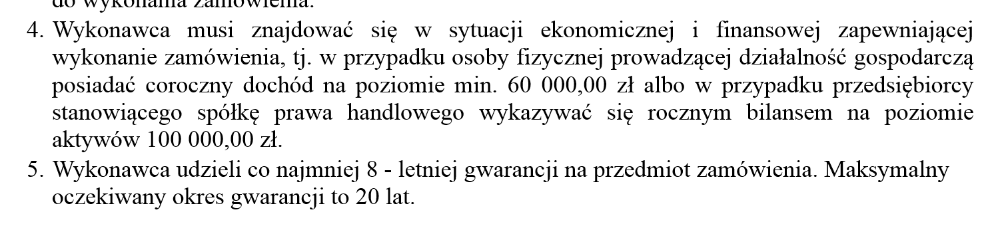 do wykonania zamówienia.
4. Wykonawca musi znajdować się w sytuacji ekonomicznej i finansowej zapewniającej
wykonanie zamówienia, tj. w przypadku osoby fizycznej prowadzącej działalność gospodarczą
posiadać coroczny dochód na poziomie min. 60 000,00 zł albo w przypadku przedsiębiorcy
stanowiącego spółkę prawa handlowego wykazywać się rocznym bilansem na poziomie
aktywów 100 000,00 zł.
5. Wykonawca udzieli co najmniej 8 - letniej gwarancji na przedmiot zamówienia. Maksymalny
oczekiwany okres gwarancji to 20 lat.